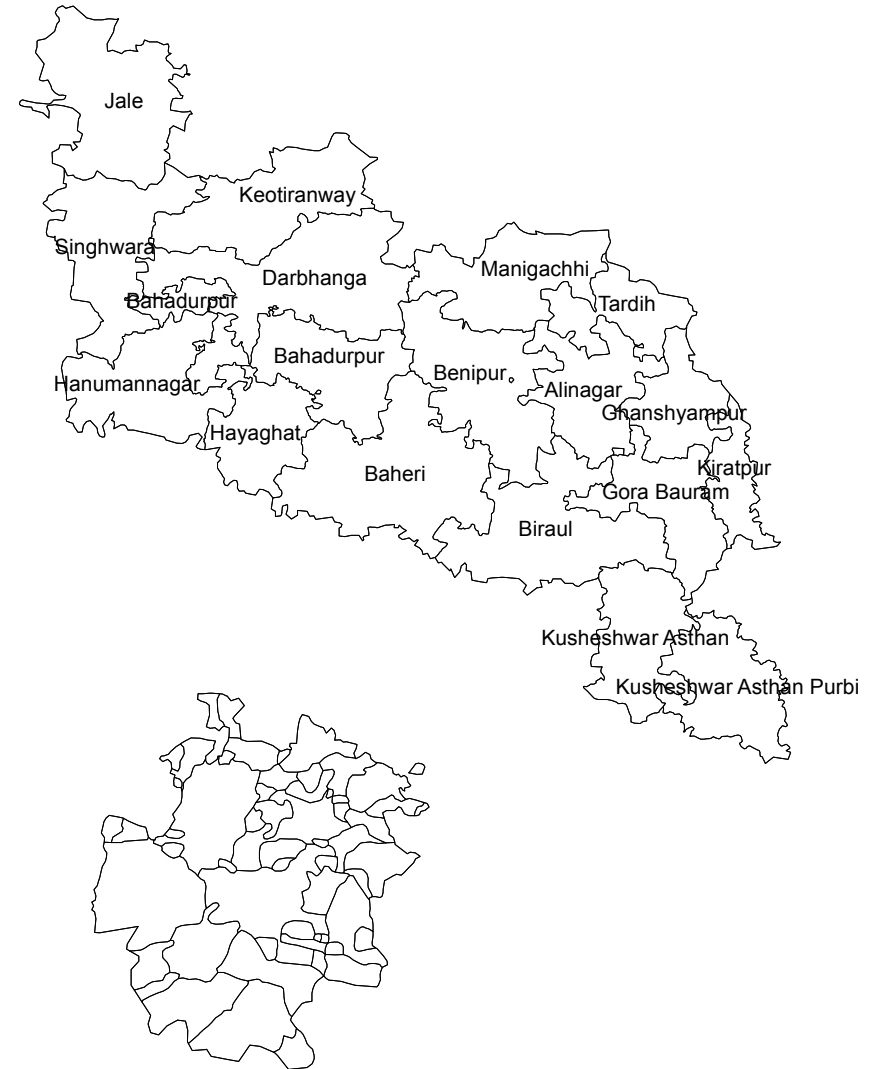 Jale
Keotiranway
Singhwara
Manigachhi
Darbhanga
Bahadurpur
Tardih
Bahadurpur
Benipur
Hanumannagar
Alinagar
Ghanshyampur
Hayaghat
Kiratpur
Baheri
Gora Bauram
Biraul
Kusheshwar Asthan
Kusheshwar Asthan Purbi